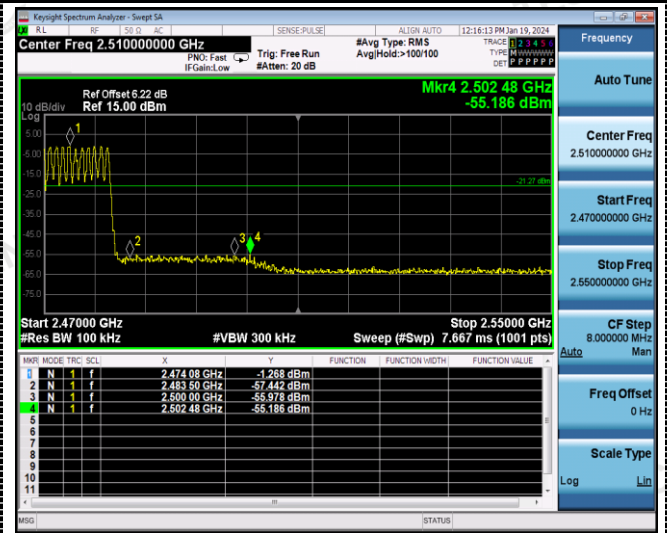 Keysight Spectrum Analyzer - Swept SA
RL RF 50 Ω AC SENSE:PULSE ALIGN AUTO 12:16:13 PM Jan 19, 2024
Center Freq 2.510000000 GHz
PNO: Fast
IFGain:Low
Trig: Free Run
#Atten: 20 dB
#Avg Type: RMS
Avg|Hold:>100/100
TRACE 1 2 3 4 5 6
TYPE M W W W W W
DET P P P P P P
Frequency
Auto Tune
Center Freq
2.510000000 GHz
Start Freq
2.470000000 GHz
Stop Freq
2.550000000 GHz
CF Step
8.000000 MHz
Auto Man
Freq Offset
0 Hz
Scale Type
Log Lin
Mkr4 2.502 48 GHz
-55.186 dBm
Ref Offset 6.22 dB
10 dB/div Ref 15.00 dBm
Log
5.00
-5.00
-15.0
-25.0
-35.0
-45.0
-55.0
-65.0
-75.0
1
2
3
4
-21.27 dBm
Start 2.47000 GHz Stop 2.55000 GHz
#Res BW 100 kHz #VBW 300 kHz Sweep (#Swp) 7.667 ms (1001 pts)
MKR MODE TRC SCL X Y FUNCTION FUNCTION WIDTH FUNCTION VALUE
1 N 1 f 2.474 08 GHz -1.268 dBm
2 N 1 f 2.483 50 GHz -57.442 dBm
3 N 1 f 2.500 00 GHz -55.978 dBm
4 N 1 f 2.502 48 GHz -55.186 dBm
5
6
7
8
9
10
11
MSG STATUS